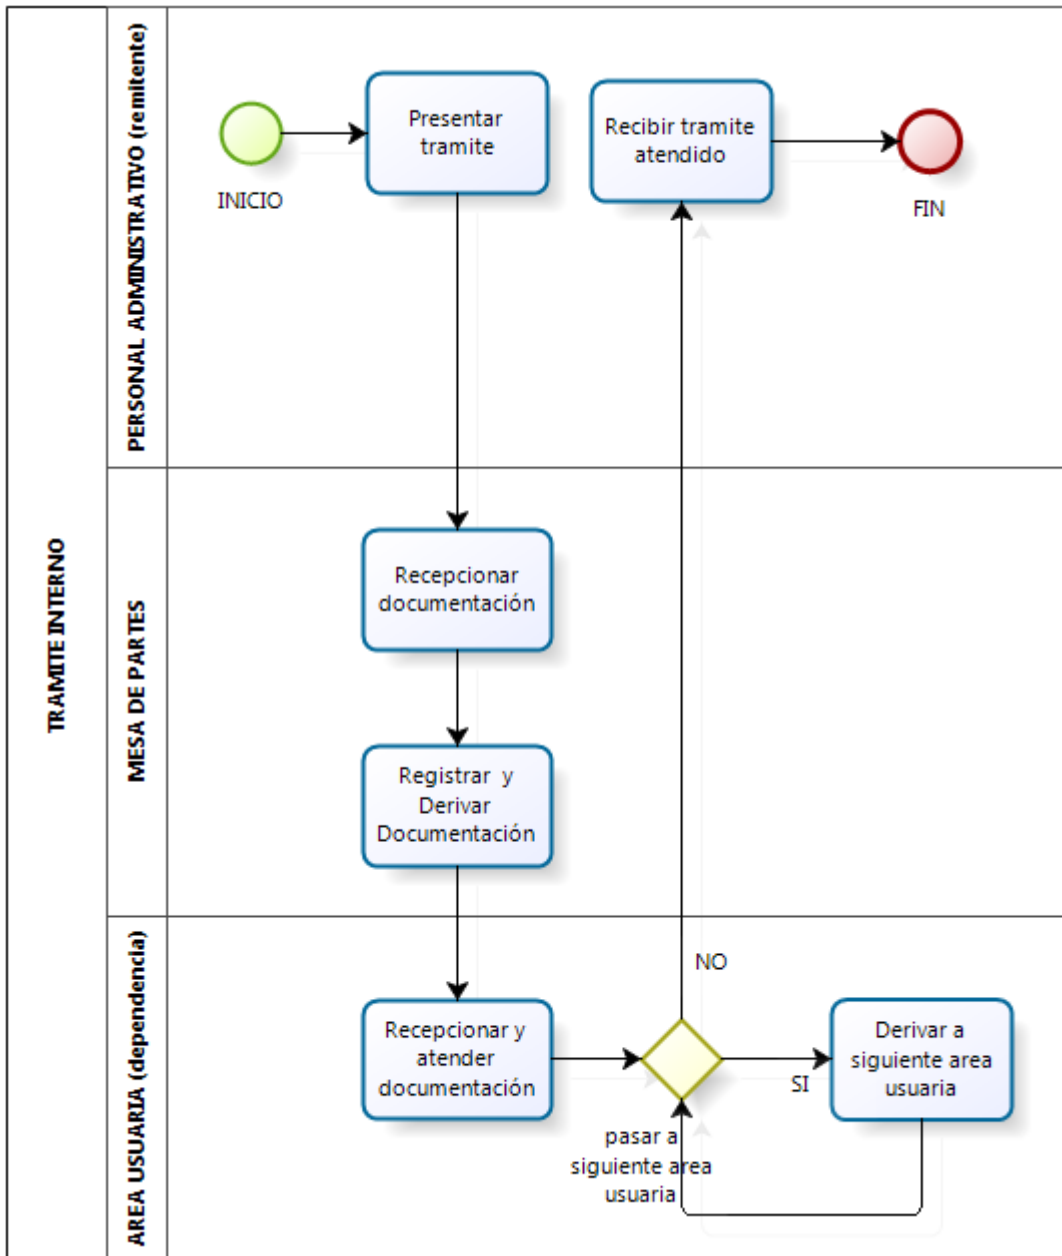 TRAMITE INTERNO
PERSONAL ADMINISTRATIVO (remitente)
INICIO
Presentar
tramite
Recibir tramite
atendido
FIN
MESA DE PARTES
Recepcionar
documentación
Registrar  y
Derivar
Documentación
AREA USUARIA (dependencia)
Recepcionar y
atender
documentación
NO
SI
pasar a
siguiente area
usuaria
Derivar a
siguiente area
usuaria